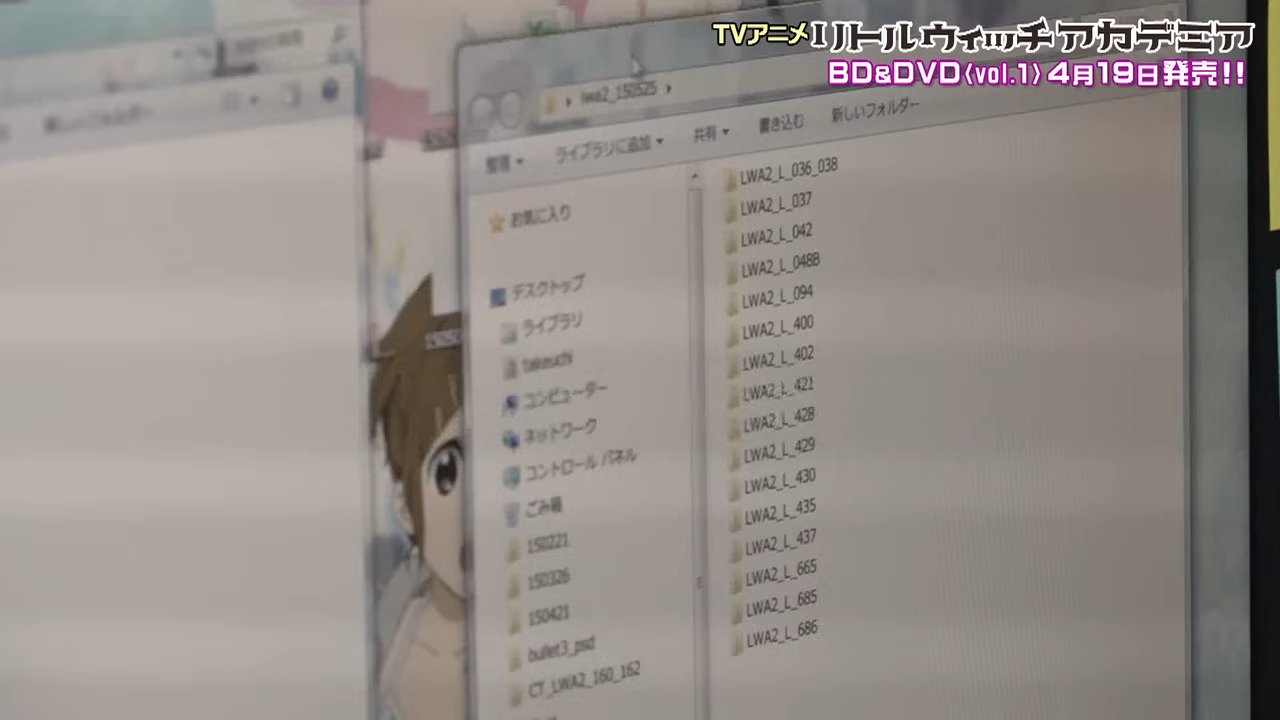 TVアニメ リトルウィッチアカデミア
BD&DVD〈vol.1〉4月19日発売!!
lwa2_150525
整理 ライブラリに追加 共有 書き込む 新しいフォルダー
お気に入り
デスクトップ
ライブラリ
takeuchi
コンピューター
ネットワーク
コントロール パネル
ごみ箱
150221
150326
150421
bullet3_psd
CT_LWA2_160_162
LWA2_L_036_038
LWA2_L_037
LWA2_L_042
LWA2_L_048B
LWA2_L_094
LWA2_L_400
LWA2_L_402
LWA2_L_421
LWA2_L_428
LWA2_L_429
LWA2_L_430
LWA2_L_435
LWA2_L_437
LWA2_L_665
LWA2_L_685
LWA2_L_686